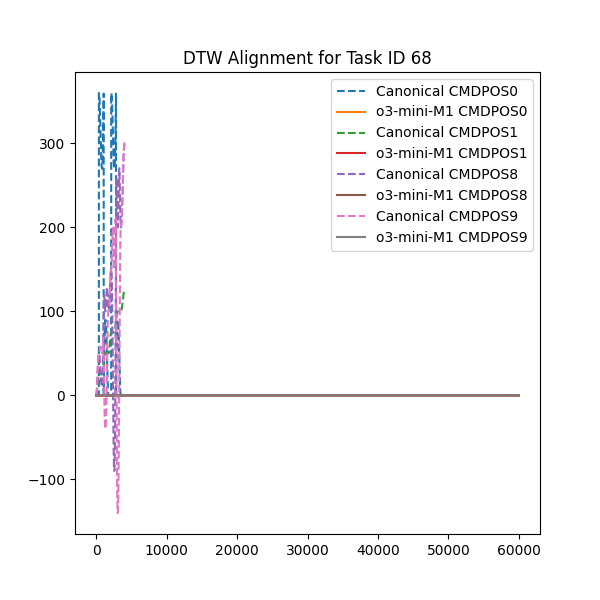 DTW Alignment for Task ID 68
Canonical CMDPOS0
o3-mini-M1 CMDPOS0
Canonical CMDPOS1
o3-mini-M1 CMDPOS1
Canonical CMDPOS8
o3-mini-M1 CMDPOS8
Canonical CMDPOS9
o3-mini-M1 CMDPOS9
300
200
100
0
−100
0 10000 20000 30000 40000 50000 60000